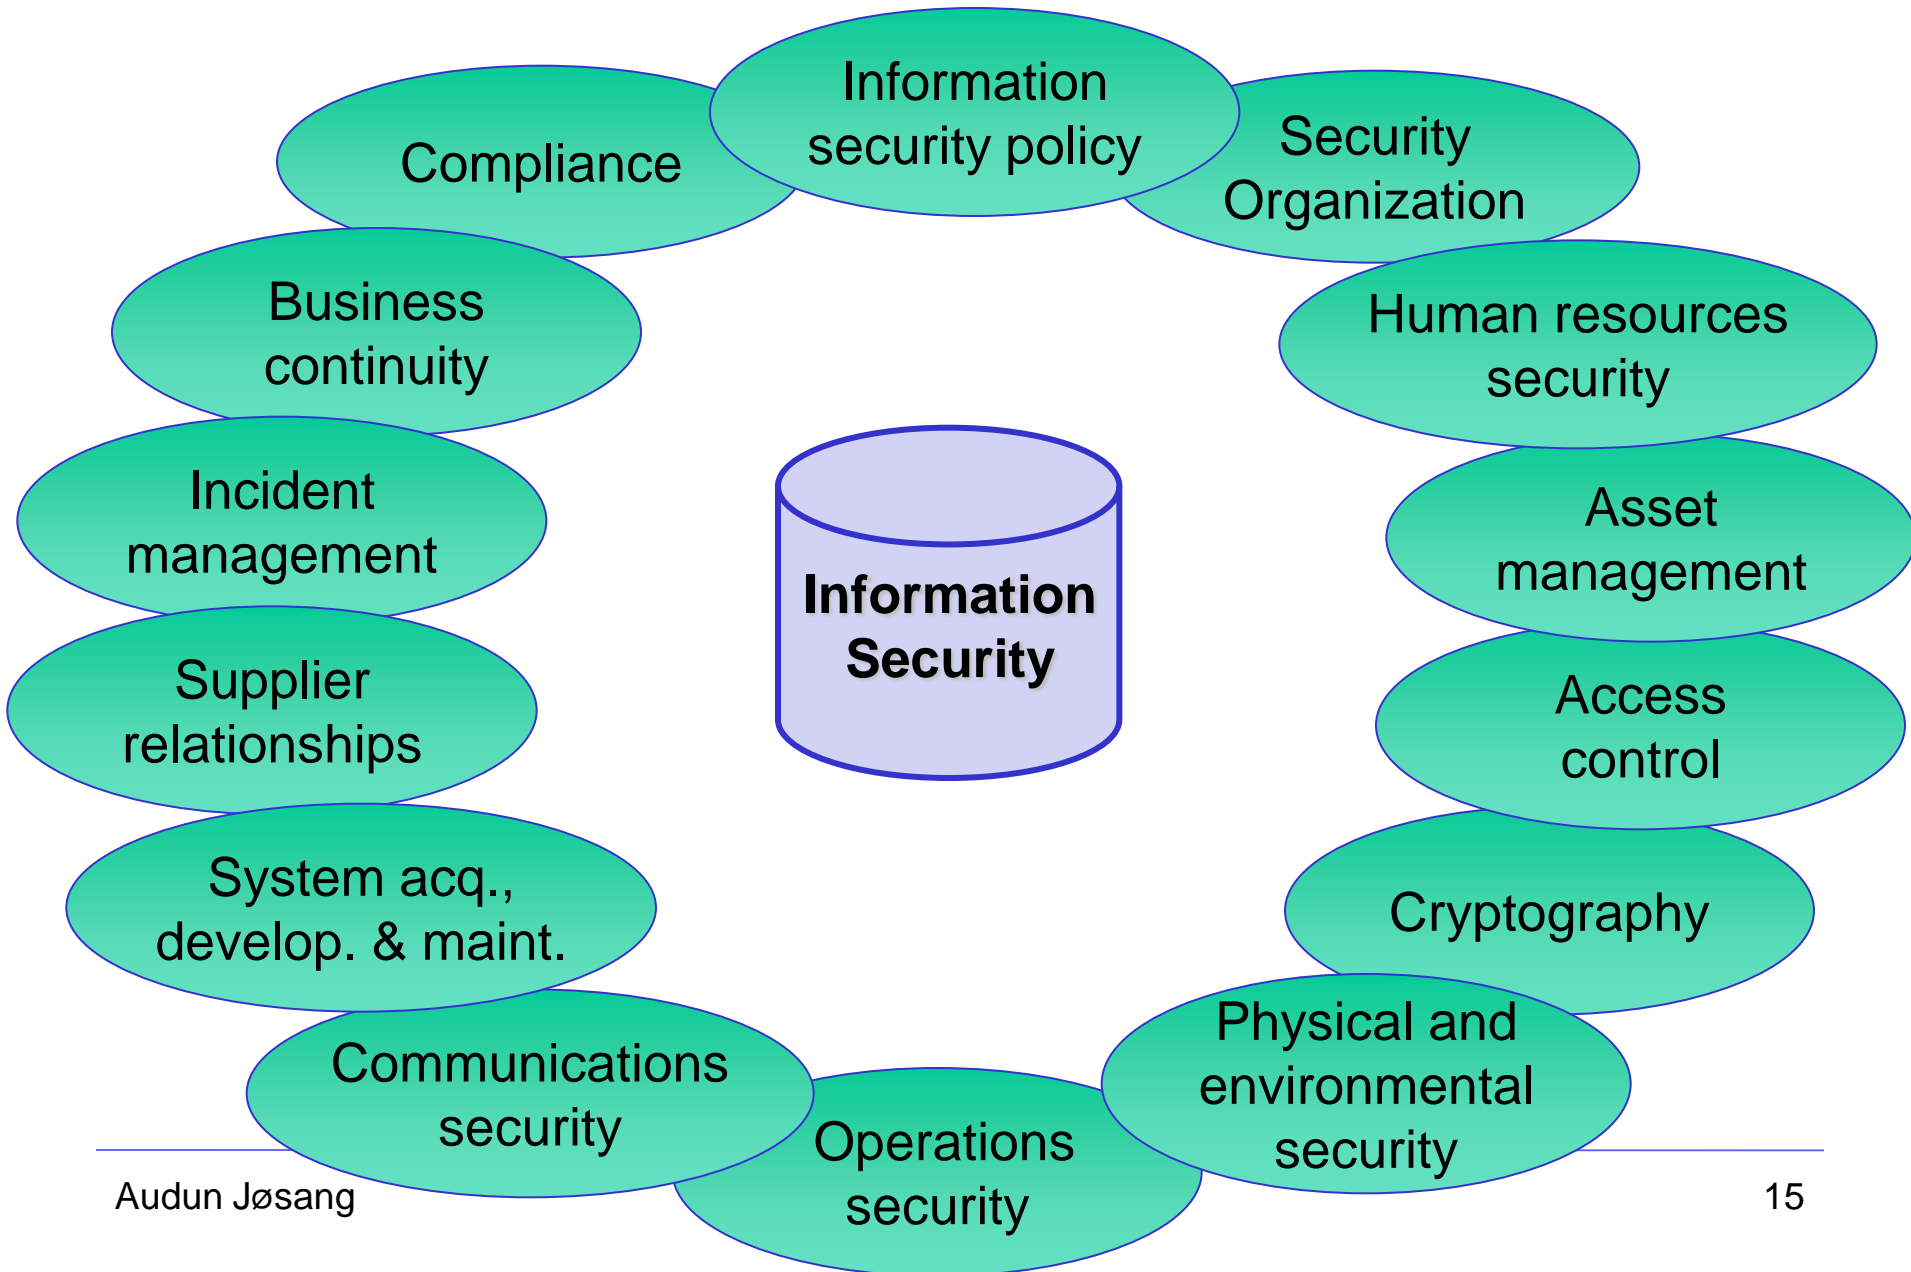 Information
security policy
Security
Organization
Human resources
security
Asset
management
Access
control
Cryptography
Physical and
environmental
security
Operations
security
Communications
security
System acq.,
develop. & maint.
Supplier
relationships
Incident
management
Business
continuity
Compliance
Information
Security
Audun Jøsang
15